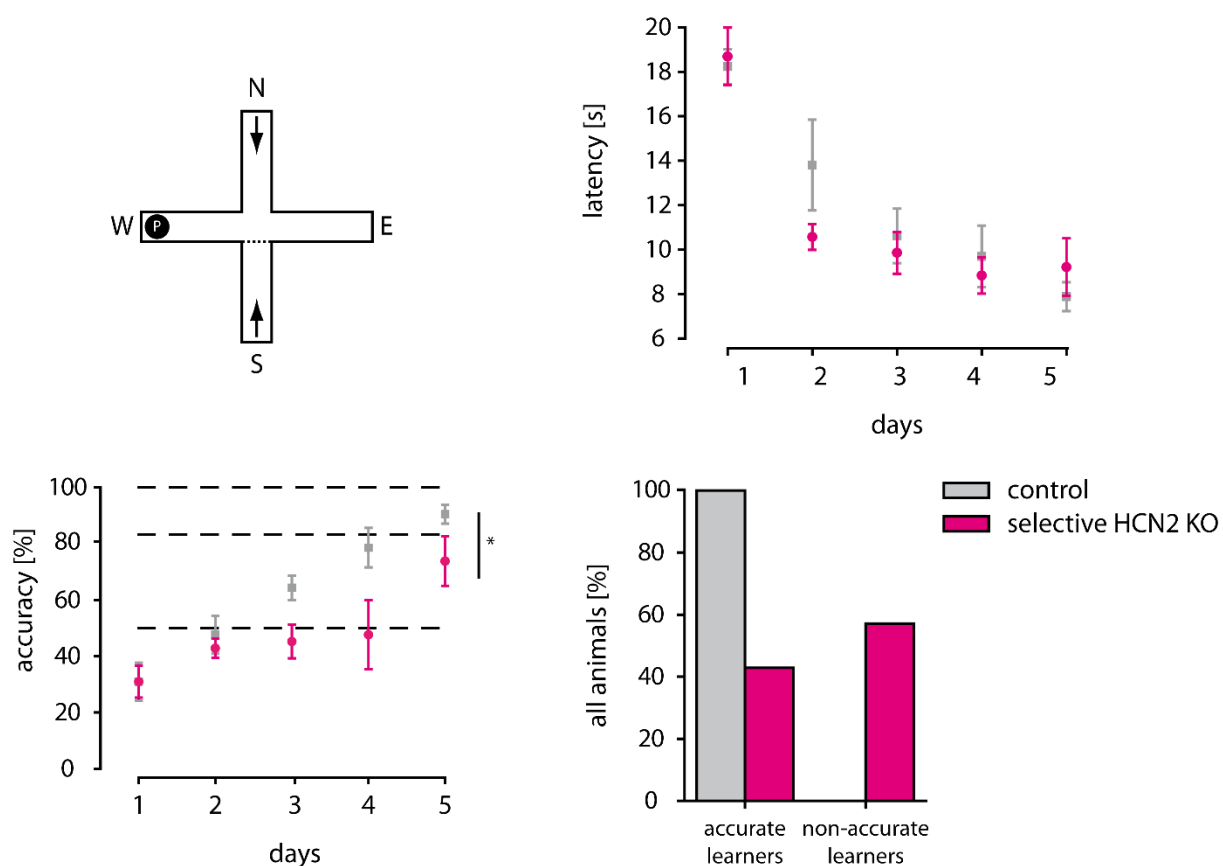 N
W
P
E
S
latency [s]
20
18
16
14
12
10
8
6
1 2 3 4 5
days
accuracy [%]
100
80
60
40
20
0
*
1 2 3 4 5
days
all animals [%]
100
80
60
40
20
0
accurate
learners
non-accurate
learners
control
selective HCN2 KO